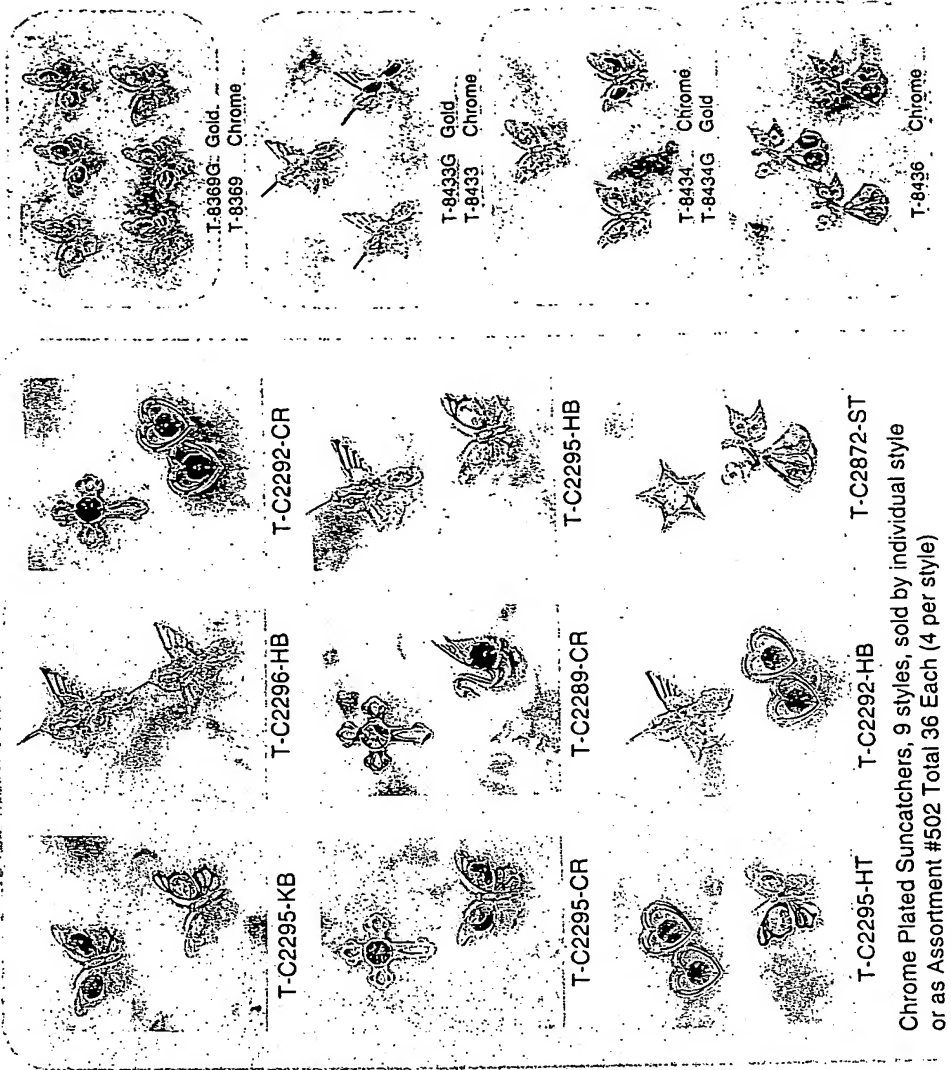 T-8369G Gold
T-8369 Chrome
T-8433G Gold
T-8433 Chrome
T-8434 Chrome
T-8434G Gold
T-8436 Chrome
T-C2295-KB
T-C2296-HB
T-C2292-CR
T-C2295-CR
T-C2289-CR
T-C2295-HB
T-C2295-HT
T-C2292-HB
T-C2872-ST
Chrome Plated Suncatchers, 9 styles, sold by individual style
or as Assortment #502 Total 36 Each (4 per style)